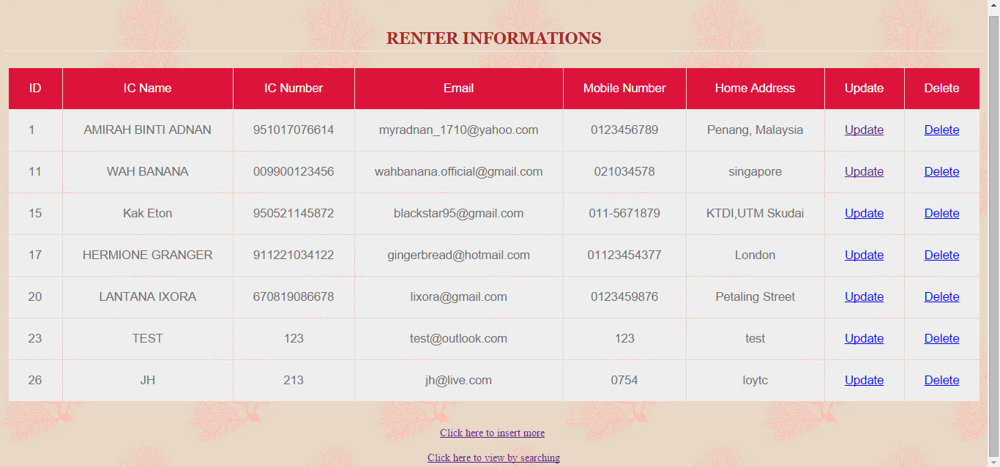 RENTER INFORMATIONS
ID IC Name IC Number Email Mobile Number Home Address Update Delete
1 AMIRAH BINTI ADNAN 951017076614 myradnan_1710@yahoo.com 0123456789 Penang, Malaysia Update Delete
11 WAH BANANA 009900123456 wahbanana.official@gmail.com 021034578 singapore Update Delete
15 Kak Eton 950521145872 blackstar95@gmail.com 011-5671879 KTDI,UTM Skudai Update Delete
17 HERMIONE GRANGER 911221034122 gingerbread@hotmail.com 01123454377 London Update Delete
20 LANTANA IXORA 670819086678 lixora@gmail.com 0123459876 Petaling Street Update Delete
23 TEST 123 test@outlook.com 123 test Update Delete
26 JH 213 jh@live.com 0754 loytc Update Delete
Click here to insert more
Click here to view by searching